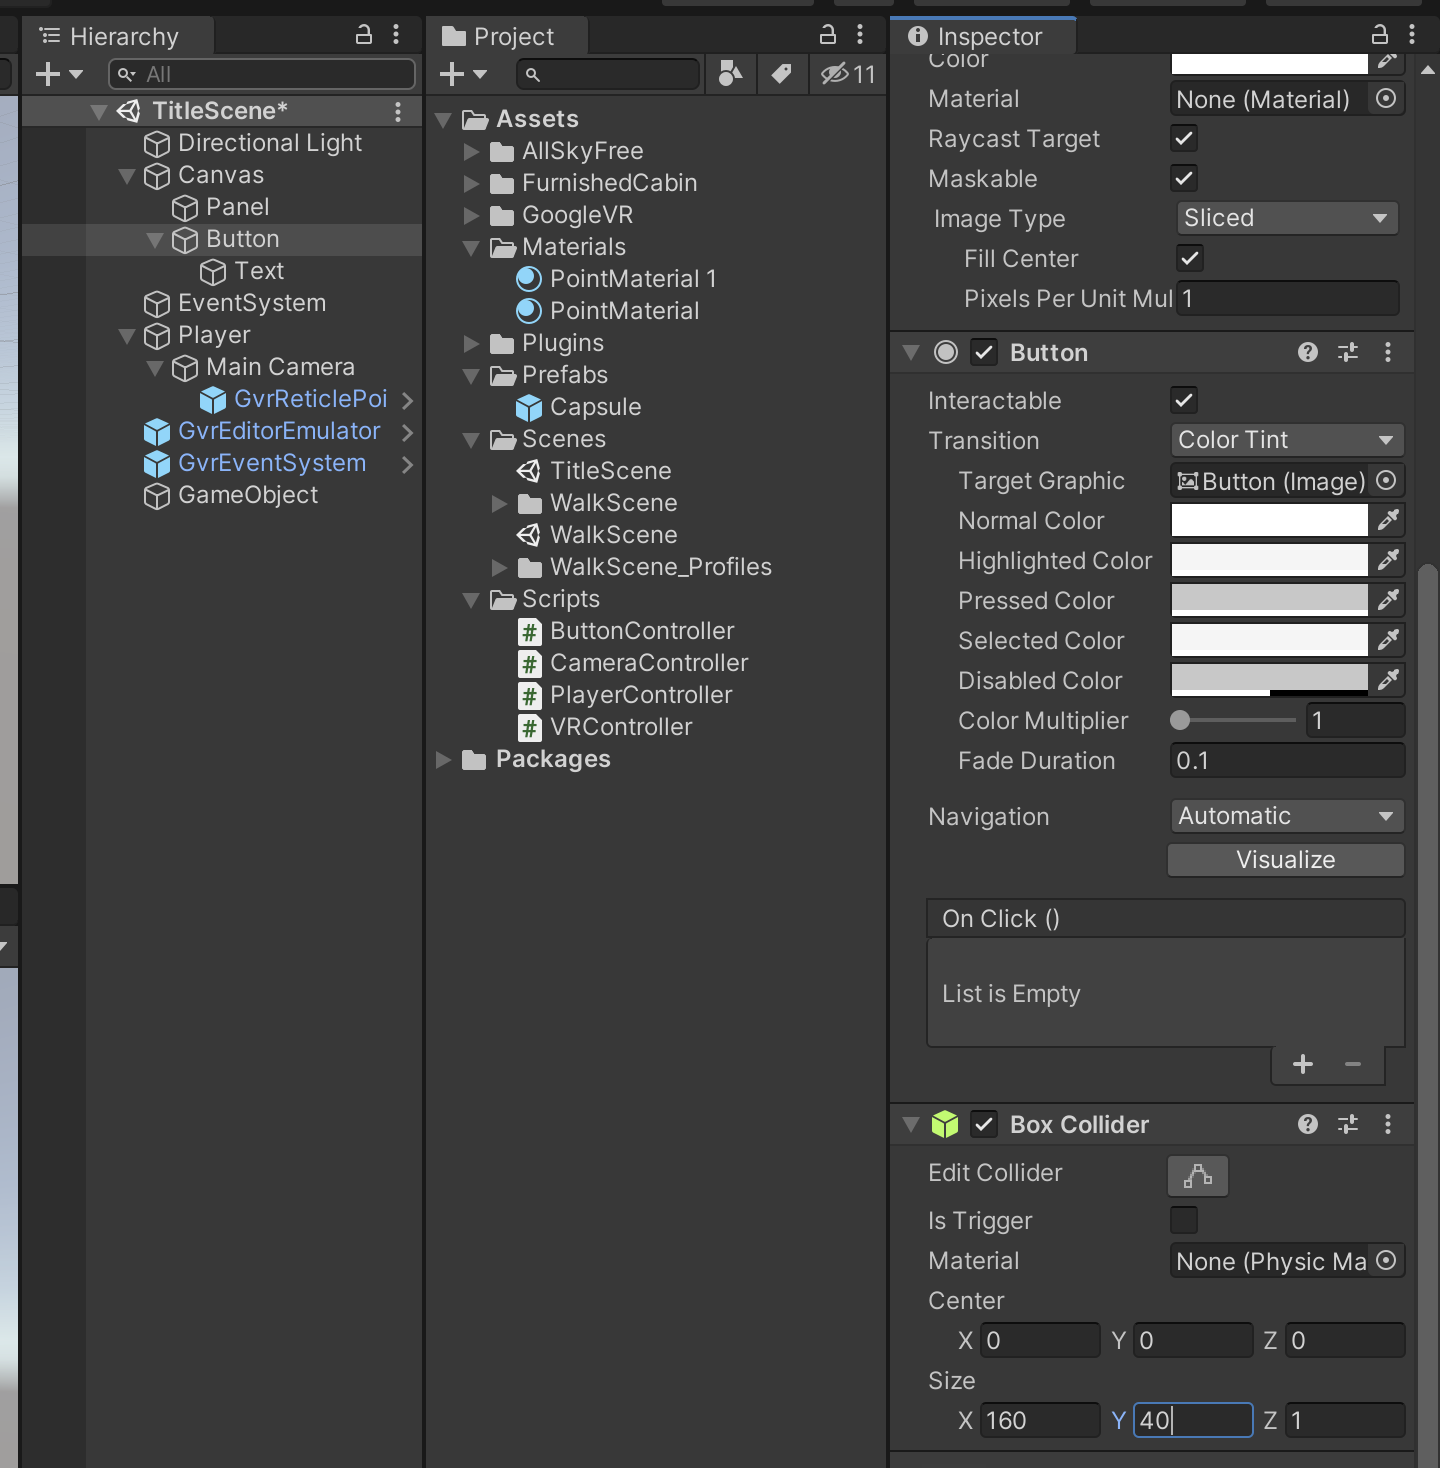 Hierarchy
All
TitleScene*
Directional Light
Canvas
Panel
Button
Text
EventSystem
Player
Main Camera
GvrReticlePoi
GvrEditorEmulator
GvrEventSystem
GameObject
Project
11
Assets
AllSkyFree
FurnishedCabin
GoogleVR
Materials
PointMaterial 1
PointMaterial
Plugins
Prefabs
Capsule
Scenes
TitleScene
WalkScene
WalkScene
WalkScene_Profiles
Scripts
# ButtonController
# CameraController
# PlayerController
# VRController
Packages
Inspector
Color
Material None (Material)
Raycast Target
Maskable
Image Type Sliced
Fill Center
Pixels Per Unit Mul 1
Button
Interactable
Transition Color Tint
Target Graphic Button (Image)
Normal Color
Highlighted Color
Pressed Color
Selected Color
Disabled Color
Color Multiplier 1
Fade Duration 0.1
Navigation Automatic
Visualize
On Click ()
List is Empty
Box Collider
Edit Collider
Is Trigger
Material None (Physic Ma
Center
X 0 Y 0 Z 0
Size
X 160 Y 40 Z 1